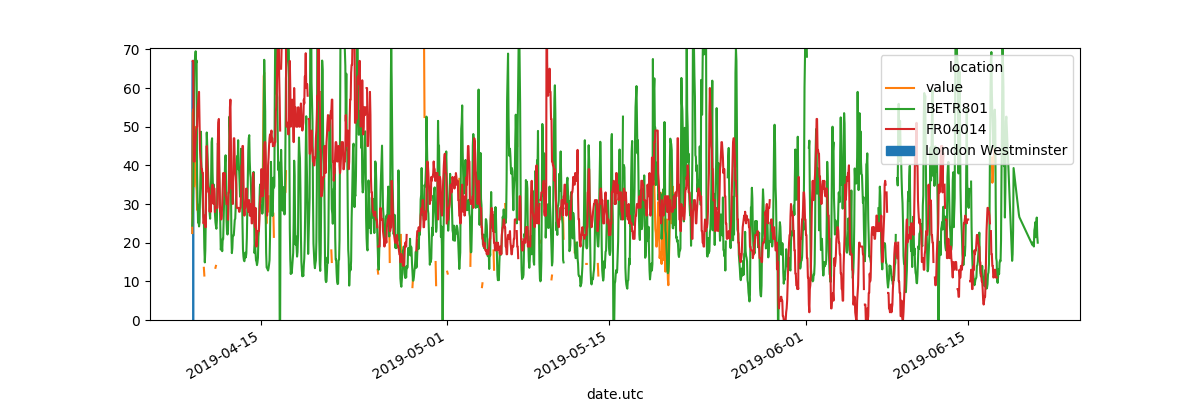 70
60
50
40
30
20
10
0
location
value
BETR801
FR04014
London Westminster
2019-04-15
2019-05-01
2019-05-15
2019-06-01
2019-06-15
date.utc